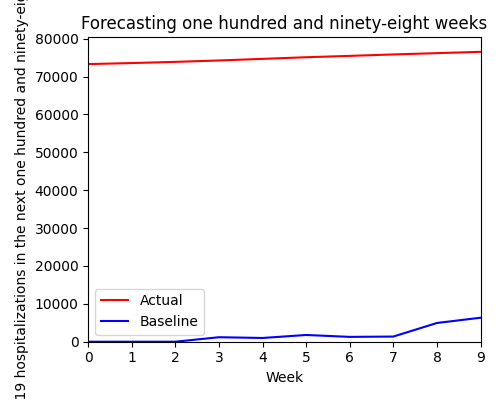 Forecasting one hundred and ninety-eight weeks
19 hospitalizations in the next one hundred and ninety-eig
80000
70000
60000
50000
40000
30000
20000
10000
0
Actual
Baseline
0 1 2 3 4 5 6 7 8 9
Week